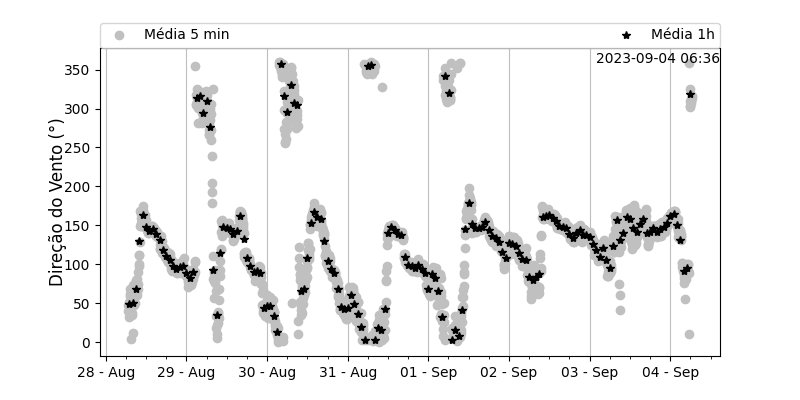 Média 5 min
Média 1h
2023-09-04 06:36
Direção do Vento (°)
350
300
250
200
150
100
50
0
28 - Aug
29 - Aug
30 - Aug
31 - Aug
01 - Sep
02 - Sep
03 - Sep
04 - Sep